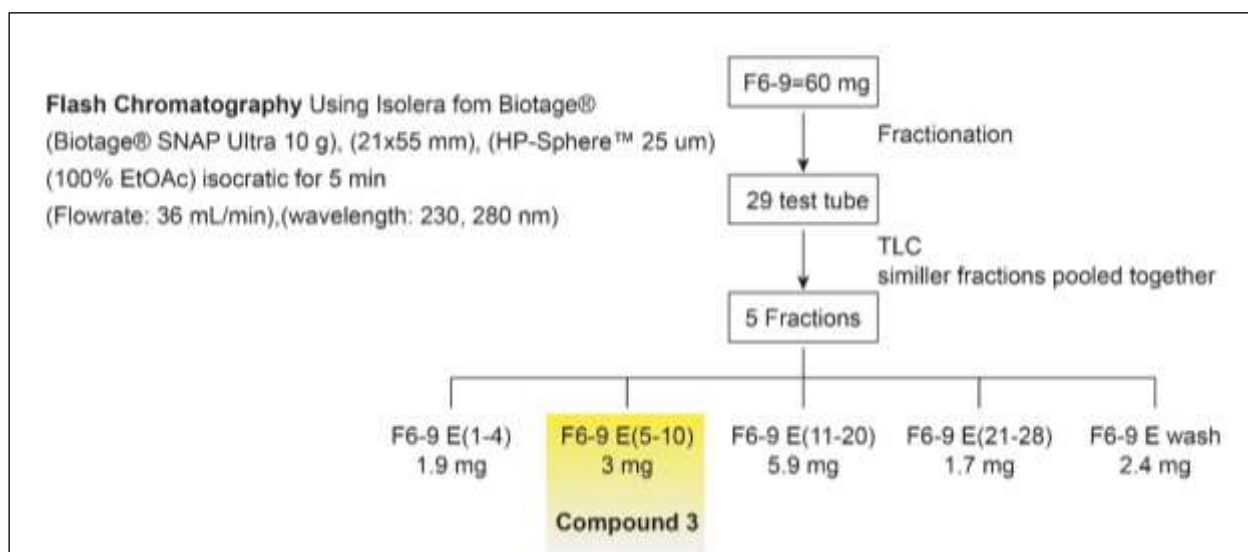 Flash Chromatography Using Isolera fom Biotage®
(Biotage® SNAP Ultra 10 g), (21x55 mm), (HP-Sphere™ 25 um)
(100% EtOAc) isocratic for 5 min
(Flowrate: 36 mL/min),(wavelength: 230, 280 nm)
F6-9=60 mg
Fractionation
29 test tube
TLC
similler fractions pooled together
5 Fractions
F6-9 E(1-4)
1.9 mg
F6-9 E(5-10)
3 mg
Compound 3
F6-9 E(11-20)
5.9 mg
F6-9 E(21-28)
1.7 mg
F6-9 E wash
2.4 mg